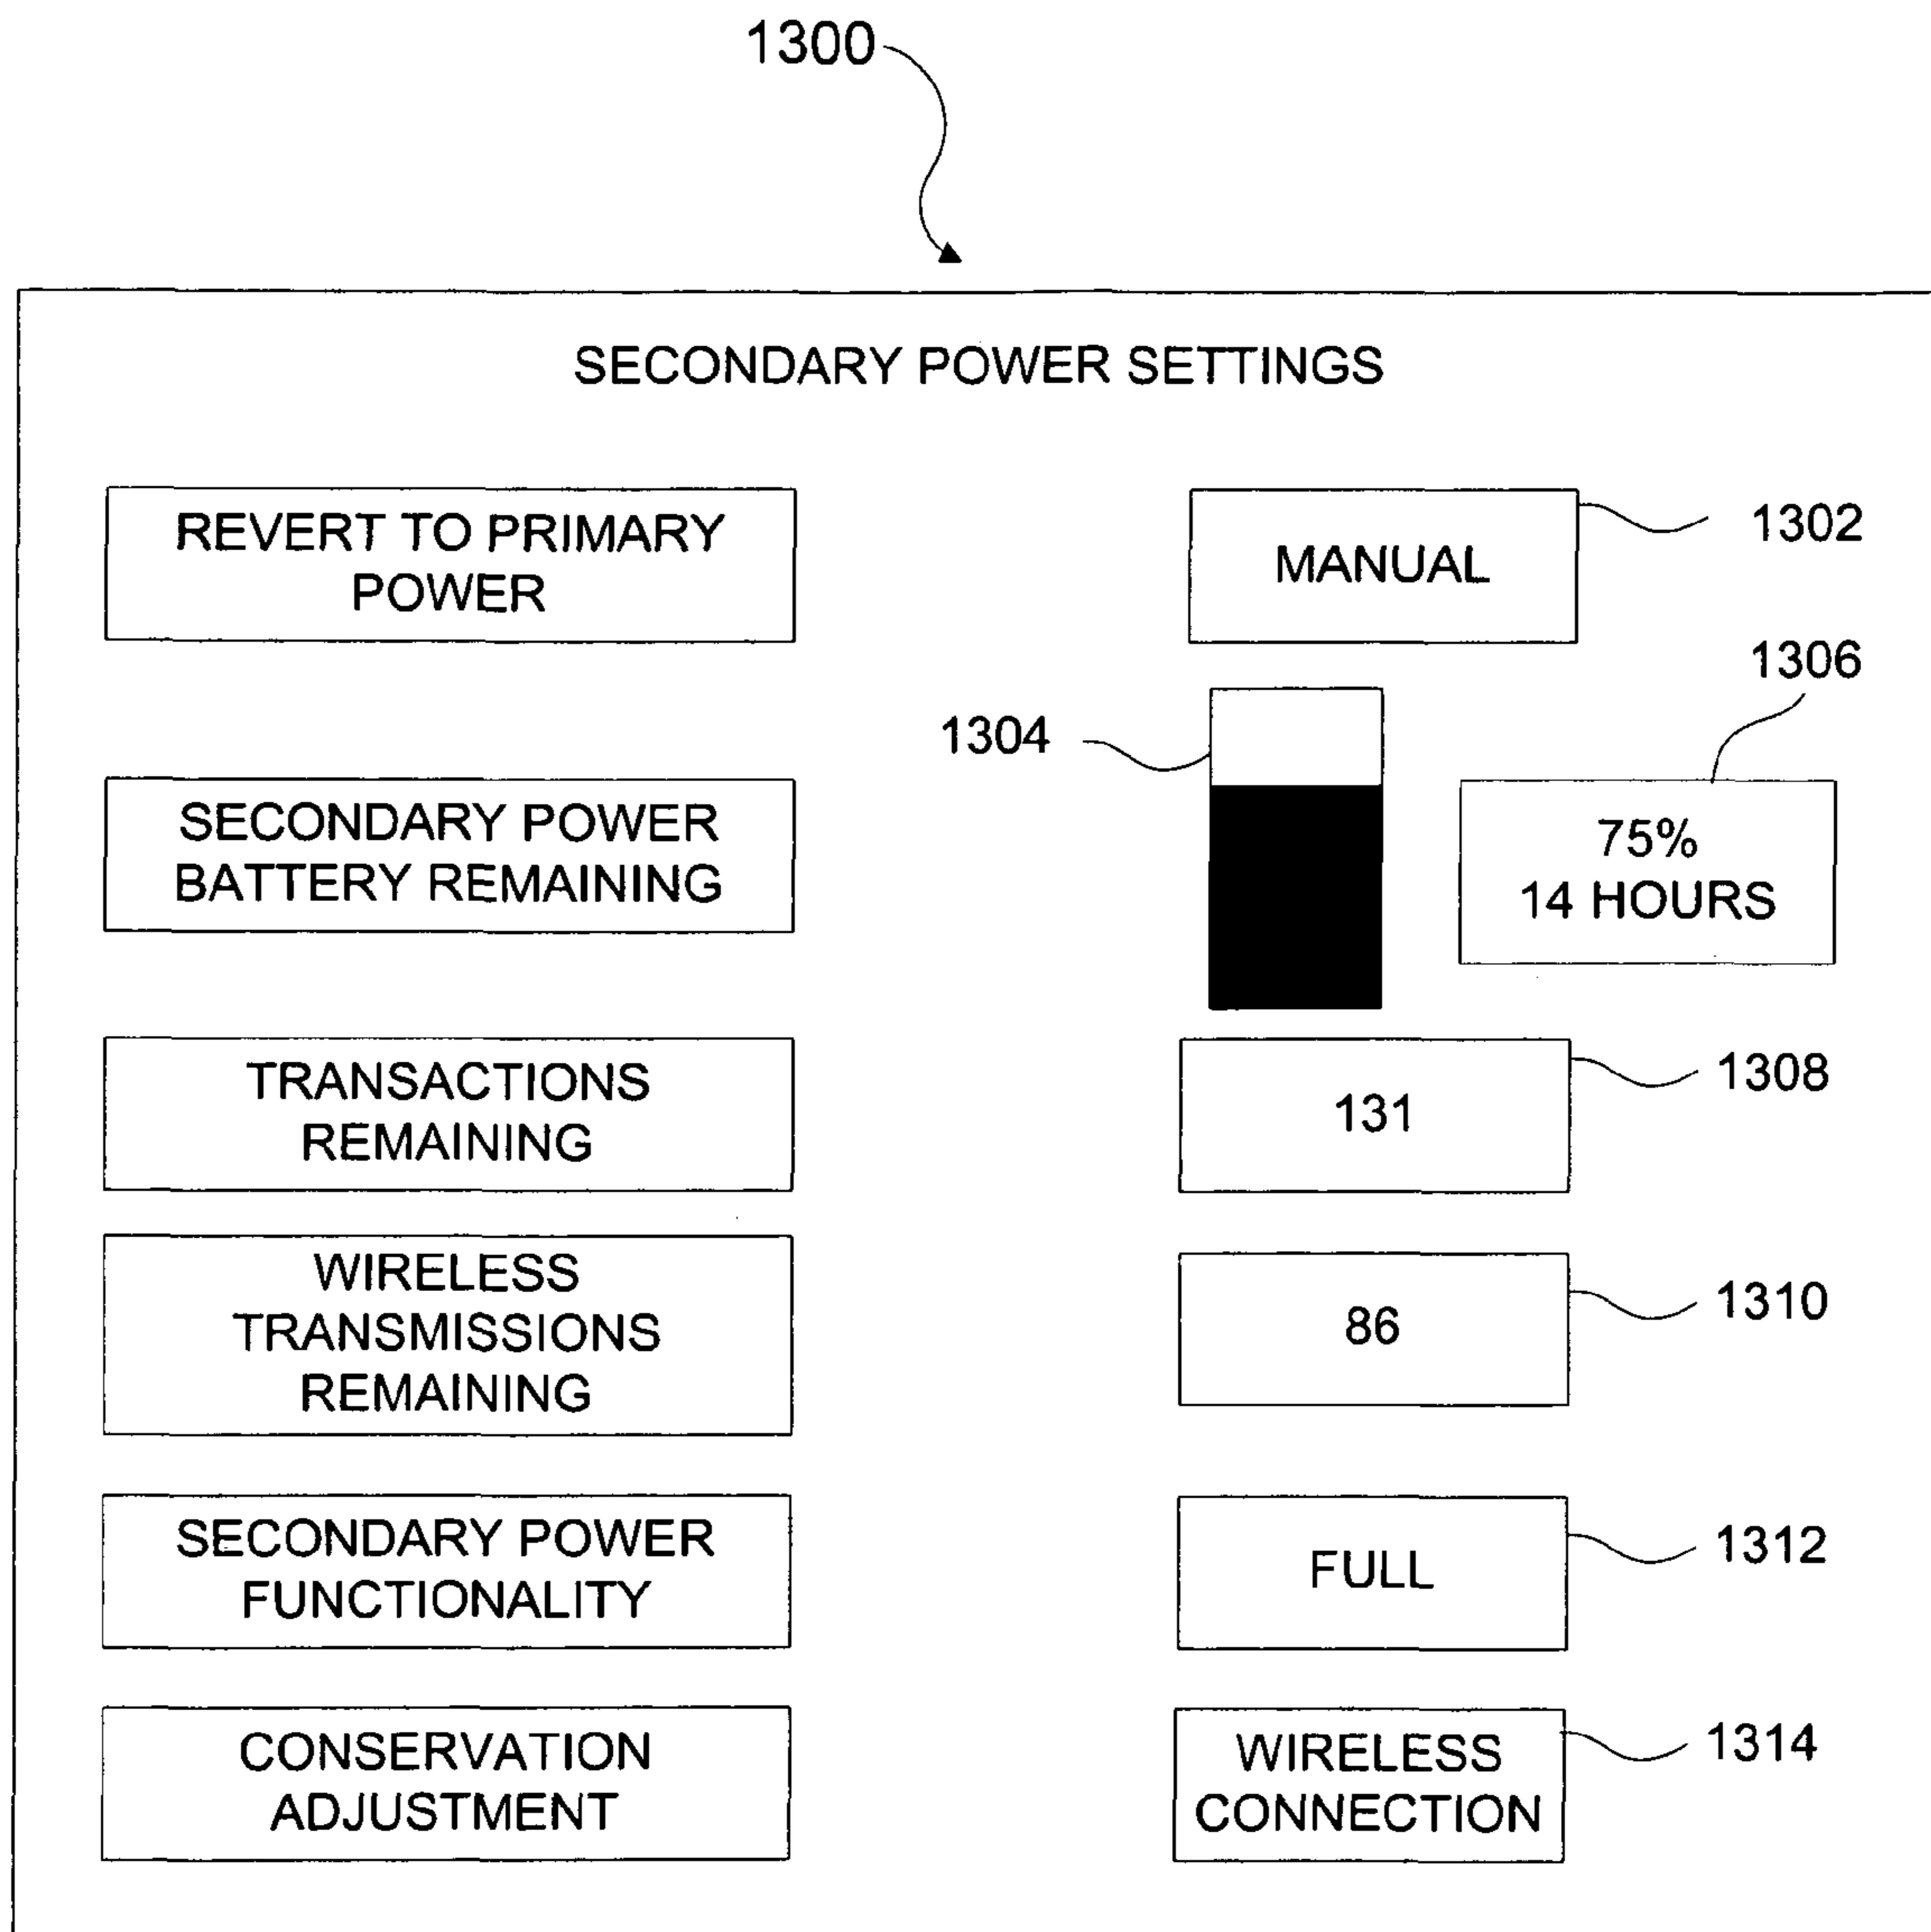 1300
SECONDARY POWER SETTINGS
REVERT TO PRIMARY
POWER
MANUAL
1302
SECONDARY POWER
BATTERY REMAINING
1304
1306
75%
14 HOURS
TRANSACTIONS
REMAINING
131
1308
WIRELESS
TRANSMISSIONS
REMAINING
86
1310
SECONDARY POWER
FUNCTIONALITY
FULL
1312
CONSERVATION
ADJUSTMENT
WIRELESS
CONNECTION
1314